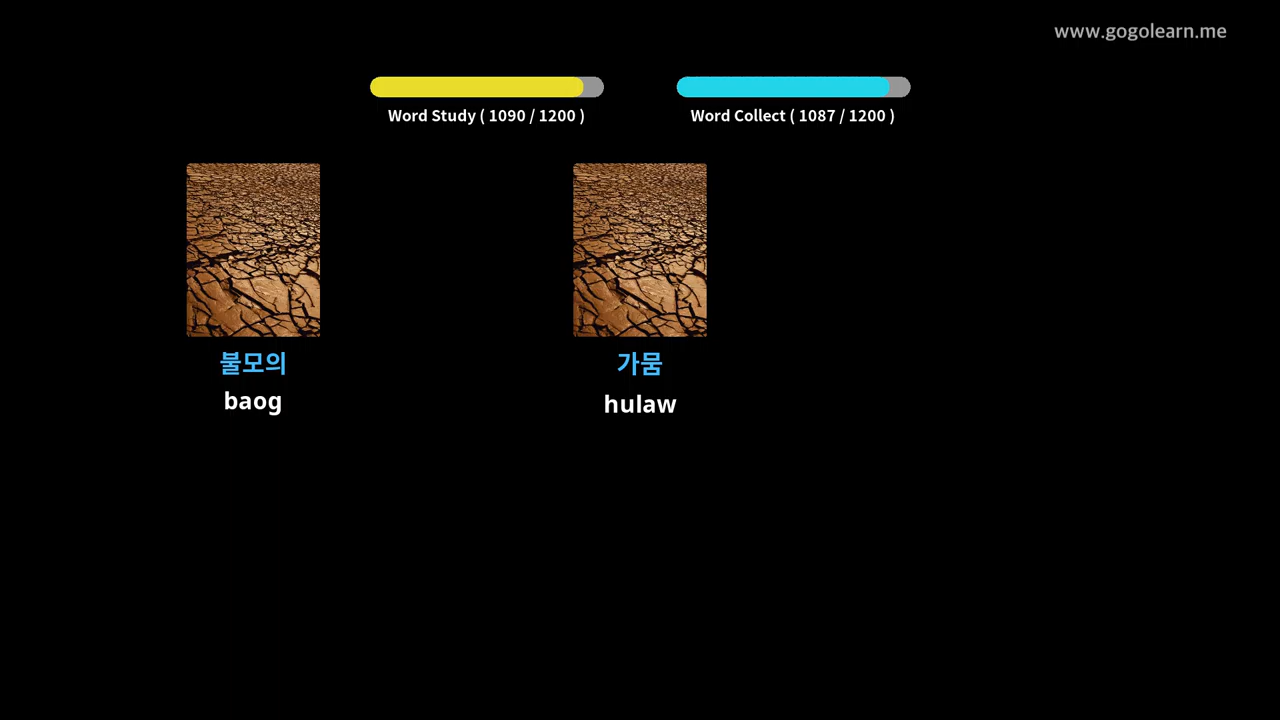 www.gogolearn.me
Word Study ( 1090 / 1200 )
Word Collect ( 1087 / 1200 )
불모의
baog
가뭄
hulaw